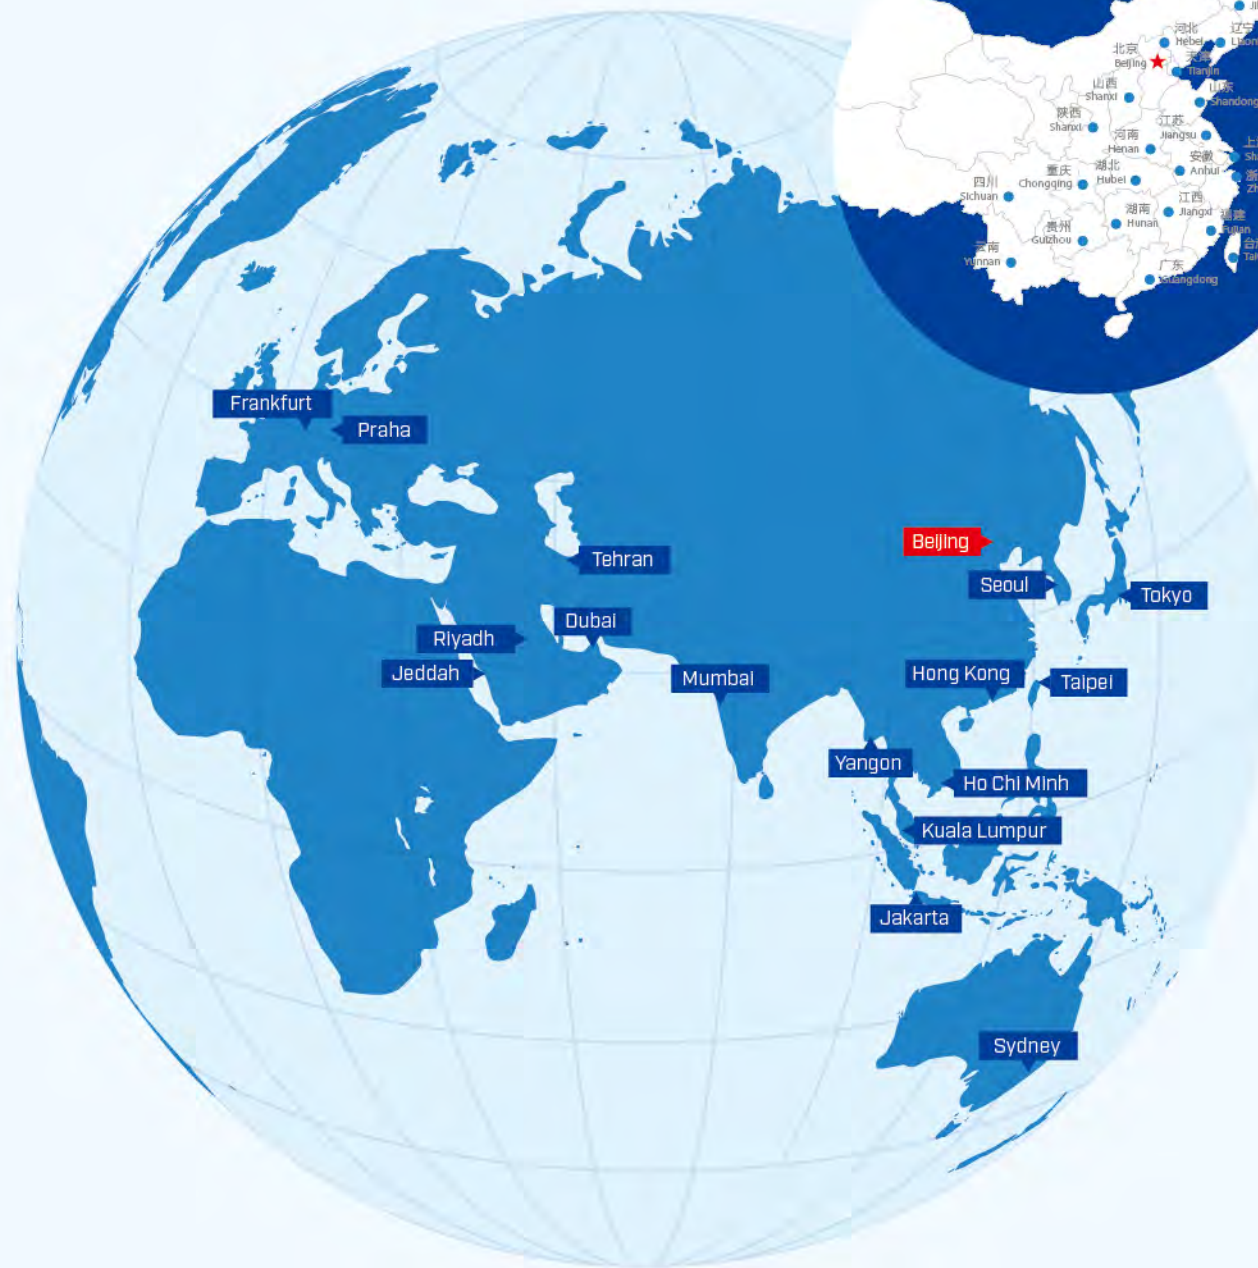 河北
Hebei
北京
Beijing
天津
Tianjin
山西
Shanxi
山东
Shandong
陕西
Shanxi
江苏
Jiangsu
河南
Henan
安徽
Anhui
重庆
Chongqing
湖北
Hubei
四川
Sichuan
江西
Jiangxi
湖南
Hunan
福建
Fujian
贵州
Guizhou
云南
Yunnan
广东
Guangdong
Frankfurt
Praha
Beijing
Tehran
Seoul
Tokyo
Dubai
Riyadh
Jeddah
Mumbai
Hong Kong
Taipei
Yangon
Ho Chi Minh
Kuala Lumpur
Jakarta
Sydney